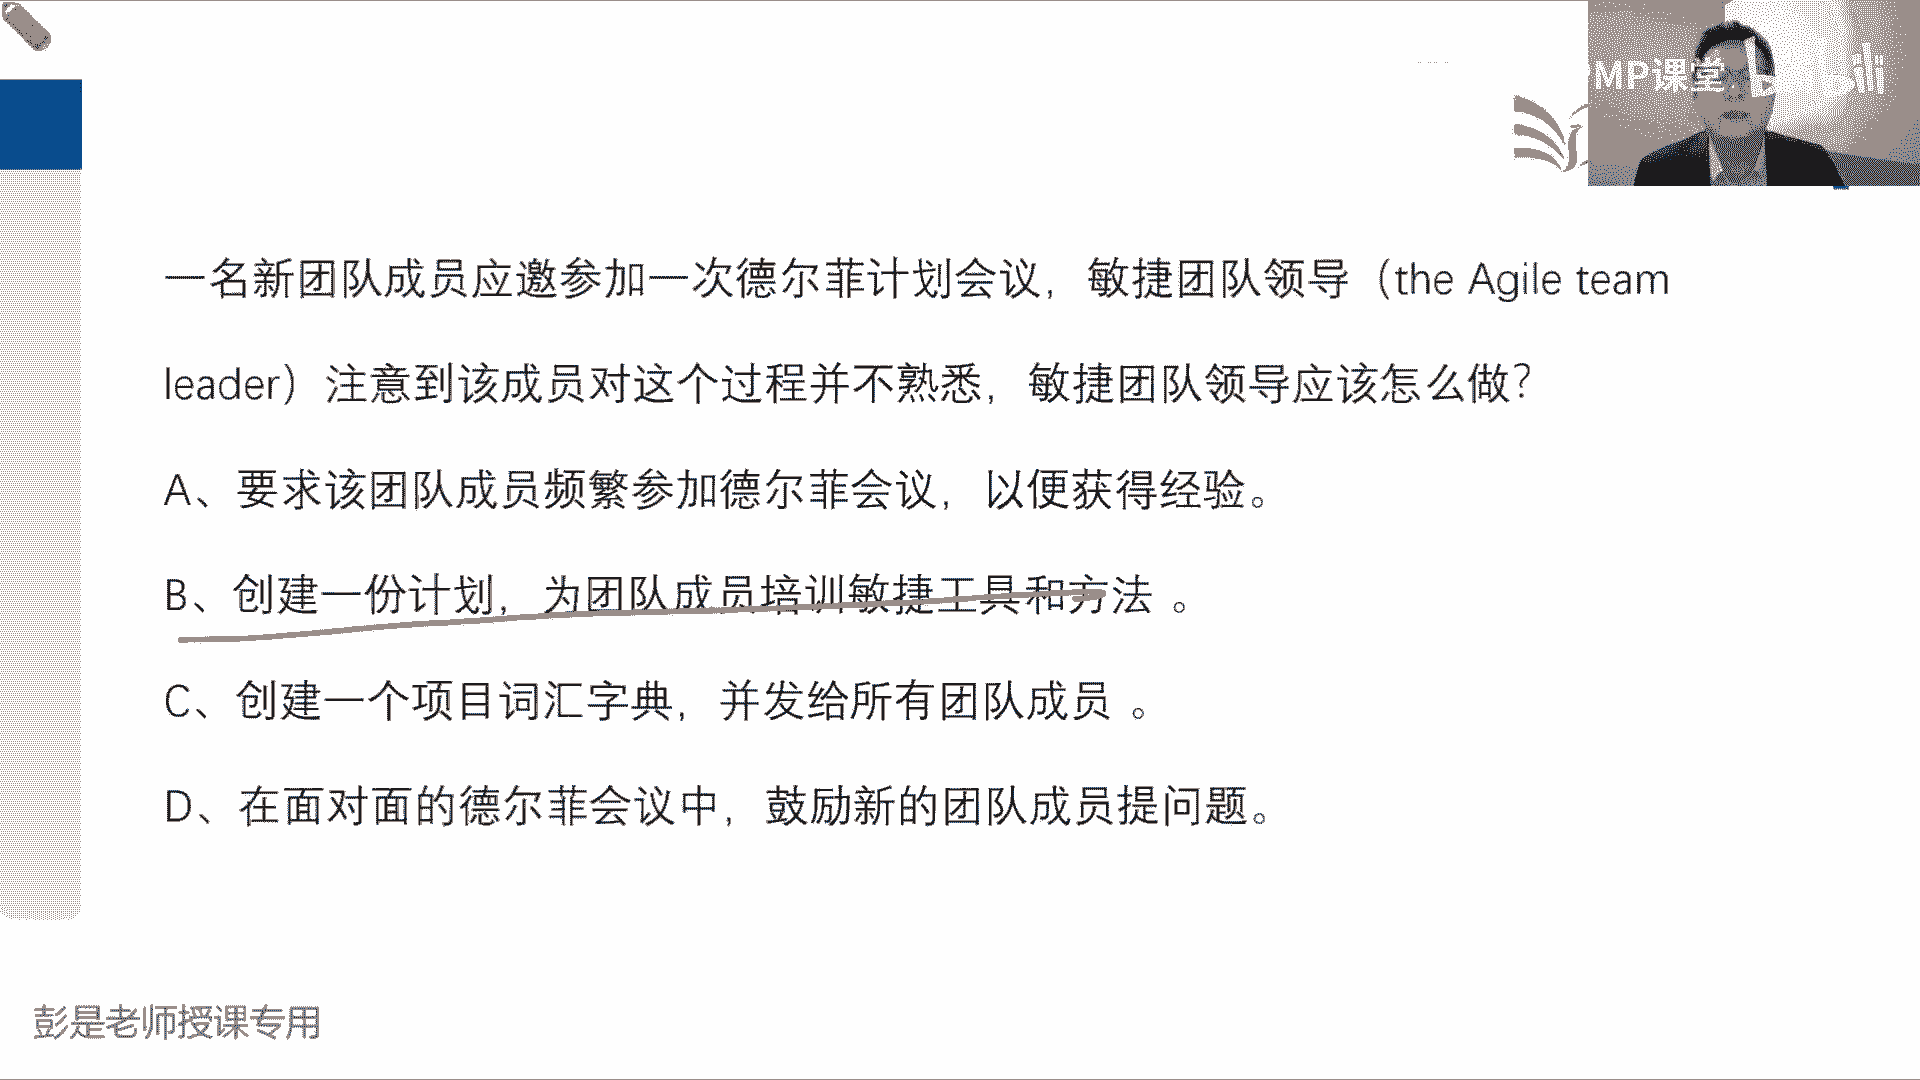 PMP课堂
一名新团队成员应邀参加一次德尔菲计划会议，敏捷团队领导（the Agile team
leader）注意到该成员对这个过程并不熟悉，敏捷团队领导应该怎么做？
A、要求该团队成员频繁参加德尔菲会议，以便获得经验。
B、创建一份计划，为团队成员培训敏捷工具和方法 。
C、创建一个项目词汇字典，并发给所有团队成员 。
D、在面对面的德尔菲会议中，鼓励新的团队成员提问题。
彭是老师授课专用